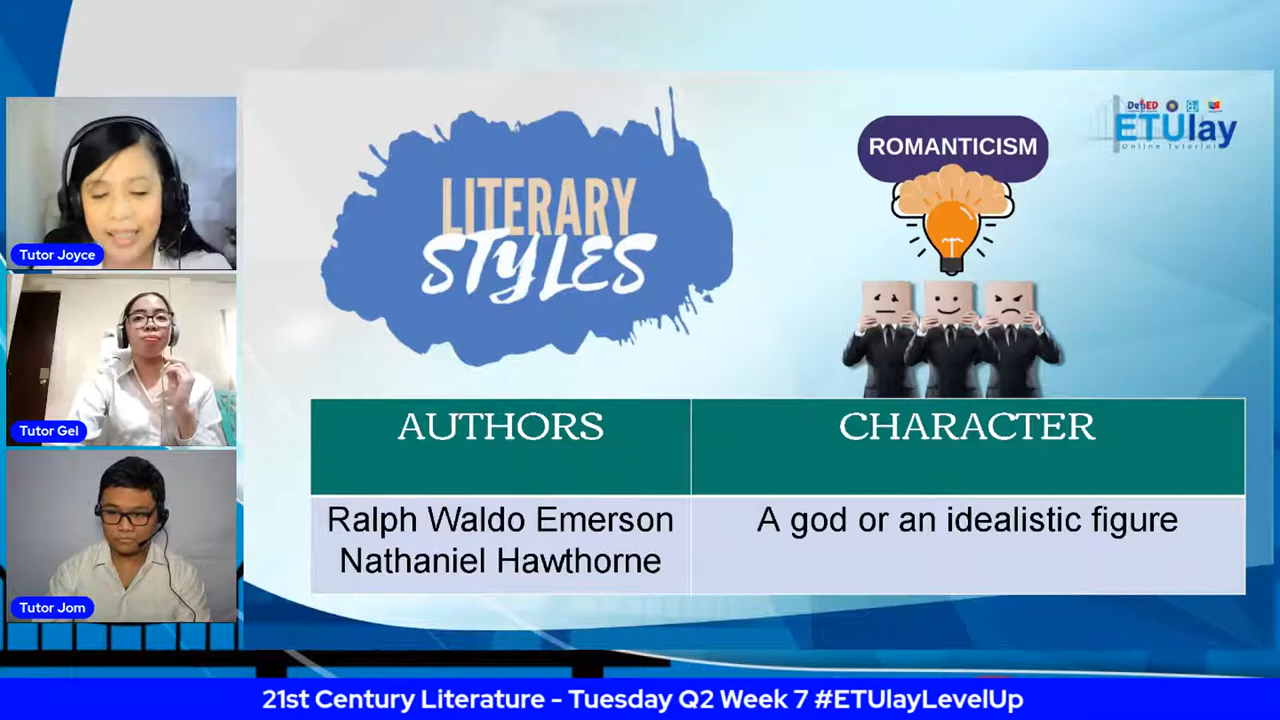 LITERARY
STYLES
ROMANTICISM
DepED
ETUlay
Online Tutorial
Tutor Joyce
Tutor Gel
Tutor Jom
AUTHORS
CHARACTER
Ralph Waldo Emerson
Nathaniel Hawthorne
A god or an idealistic figure
21st Century Literature - Tuesday Q2 Week 7 #ETUlayLevelUp